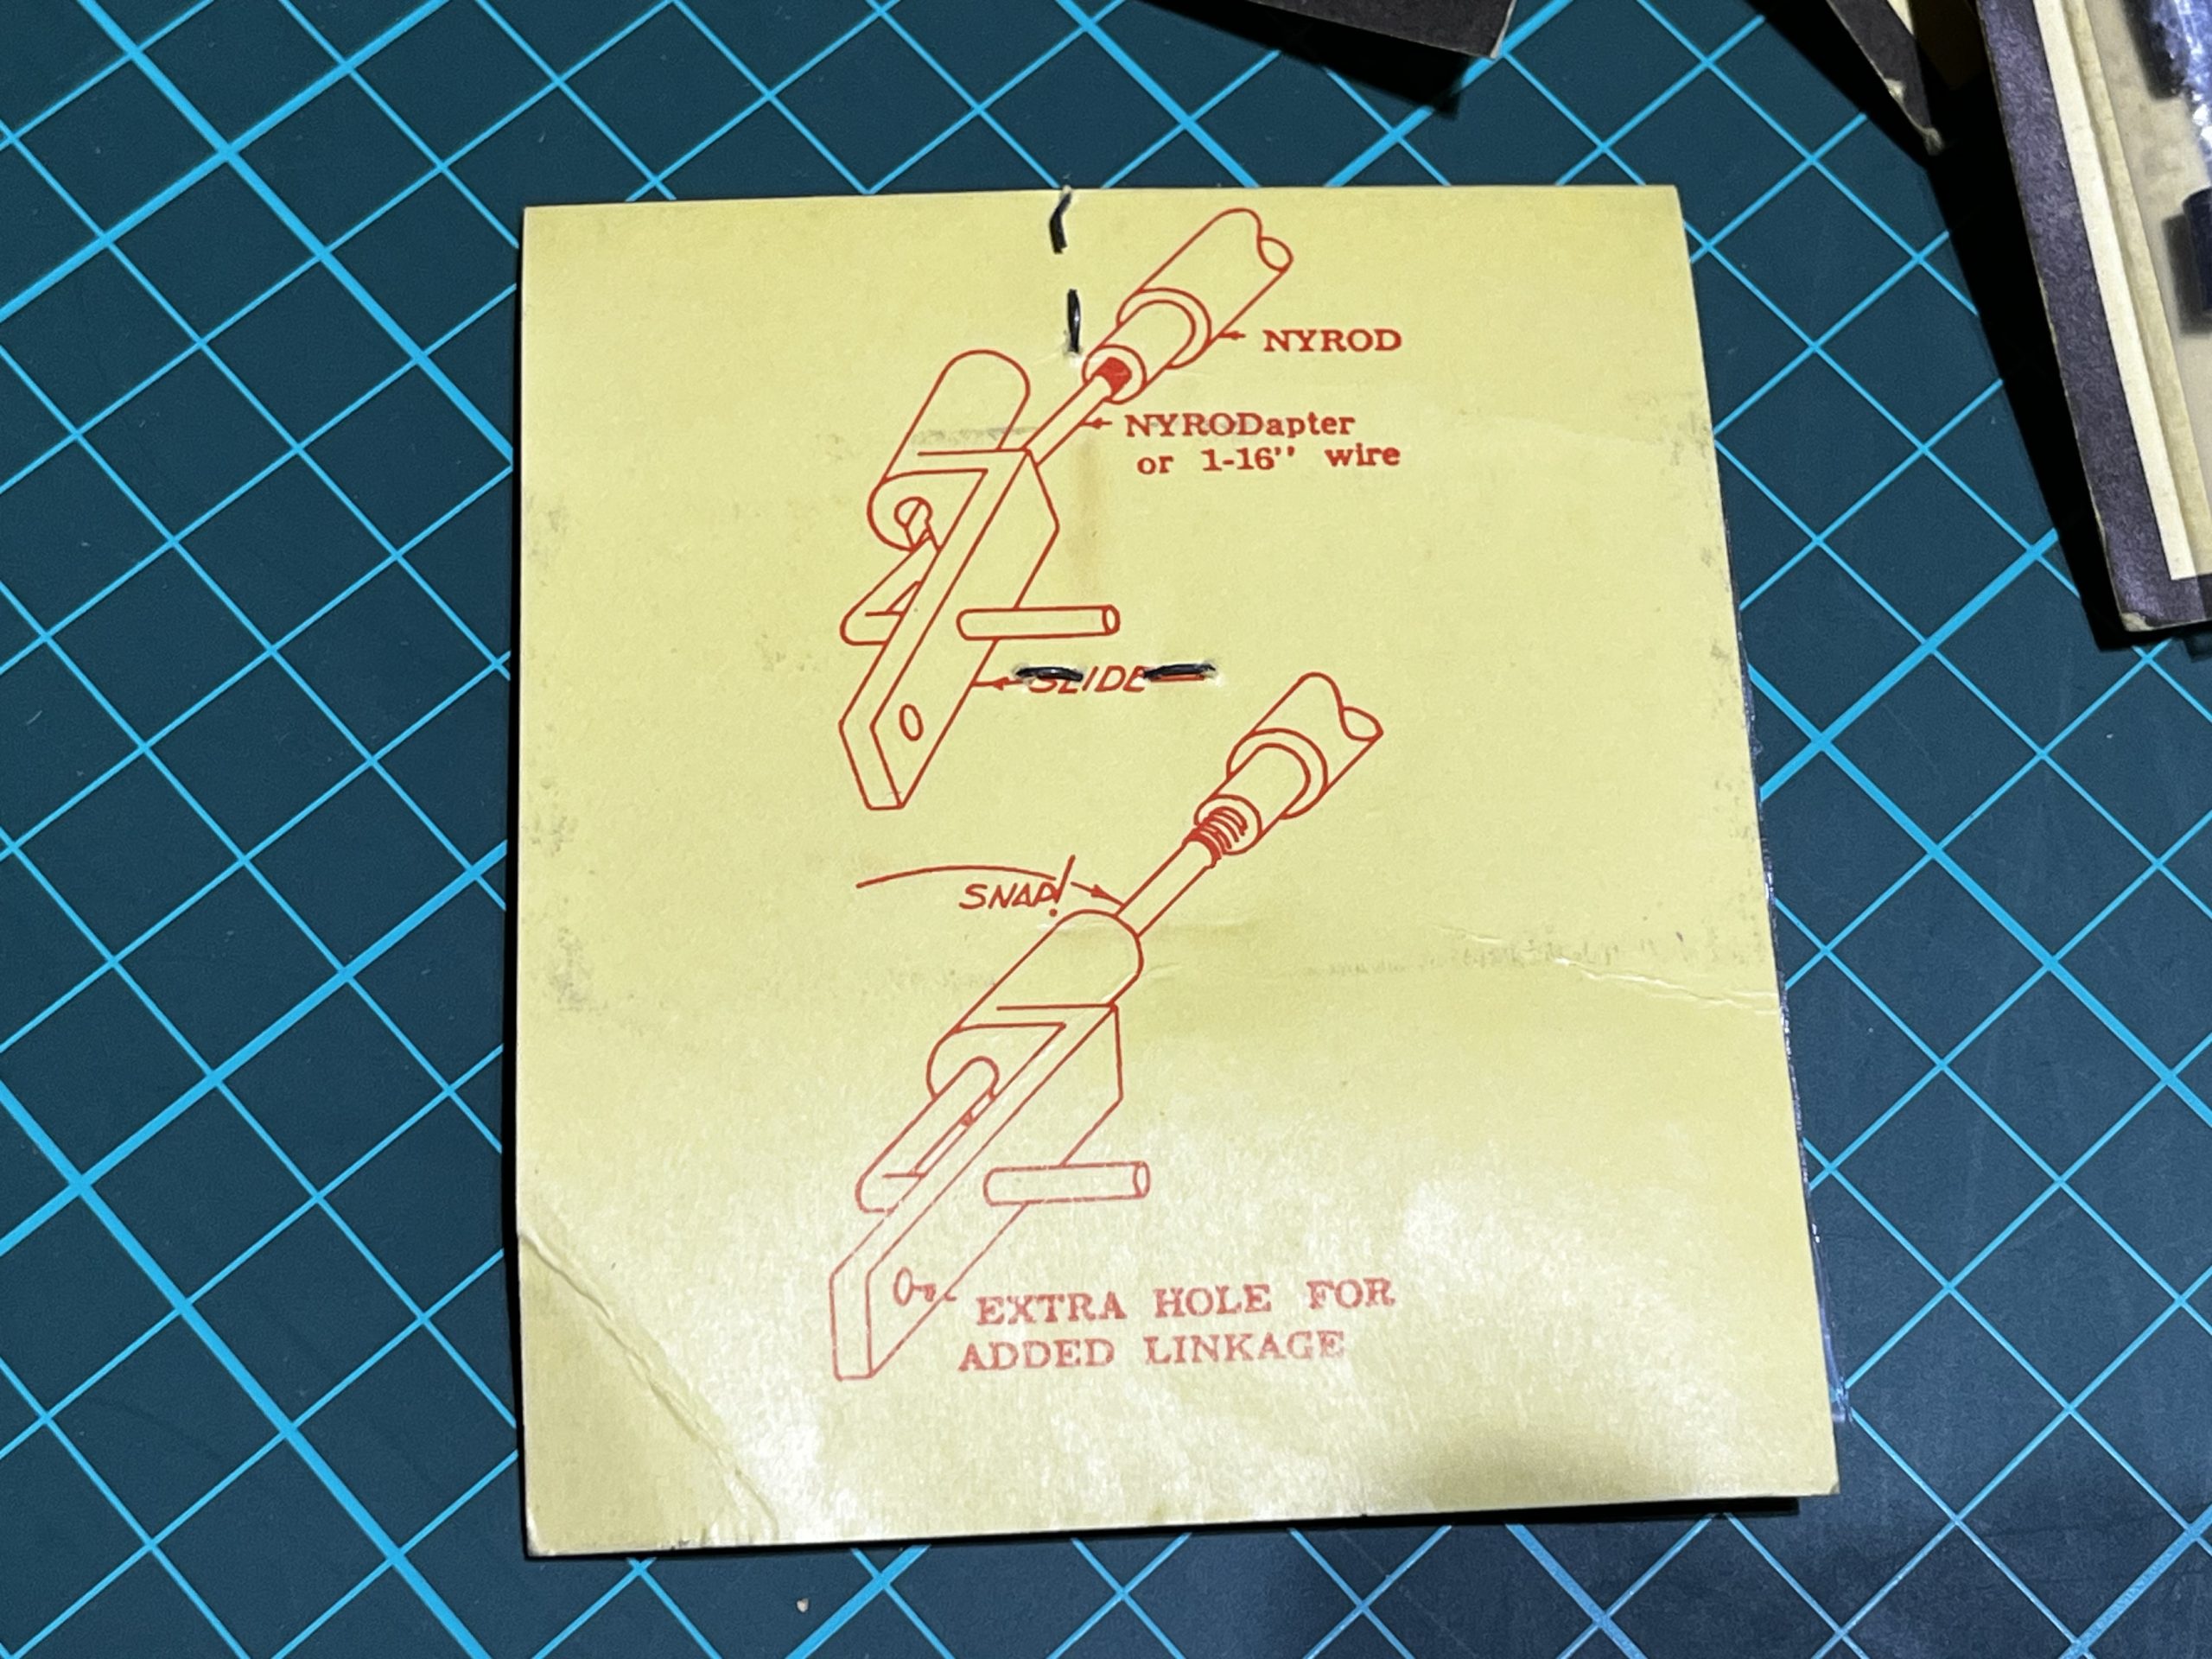 NYROD
NYRODapter
or 1-16" wire
SLIDE
SNAP!
EXTRA HOLE FOR
ADDED LINKAGE